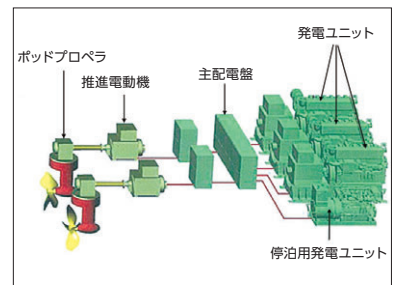 発電ユニット
ポッドプロペラ
推進電動機
主配電盤
停泊用発電ユニット